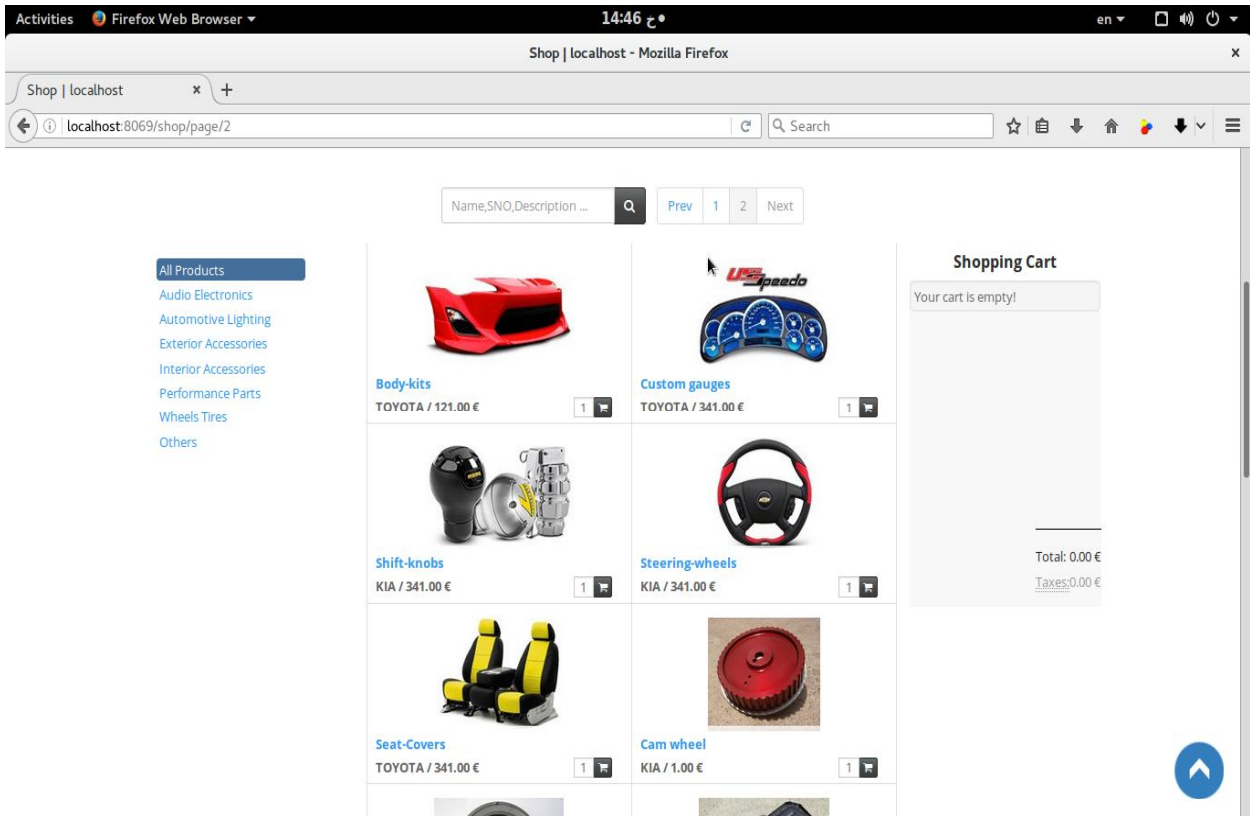 Activities Firefox Web Browser 14:46 خ en
Shop | localhost - Mozilla Firefox
Shop | localhost
localhost:8069/shop/page/2 Search
Name,SNO,Description ... Prev 1 2 Next
All Products
Audio Electronics
Automotive Lighting
Exterior Accessories
Interior Accessories
Performance Parts
Wheels Tires
Others
US Speedo
Body-kits
TOYOTA / 121.00 € 1
Custom gauges
TOYOTA / 341.00 € 1
Shift-knobs
KIA / 341.00 € 1
Steering-wheels
KIA / 341.00 € 1
Seat-Covers
TOYOTA / 341.00 € 1
Cam wheel
KIA / 1.00 € 1
Shopping Cart
Your cart is empty!
Total: 0.00 €
Taxes:0.00 €